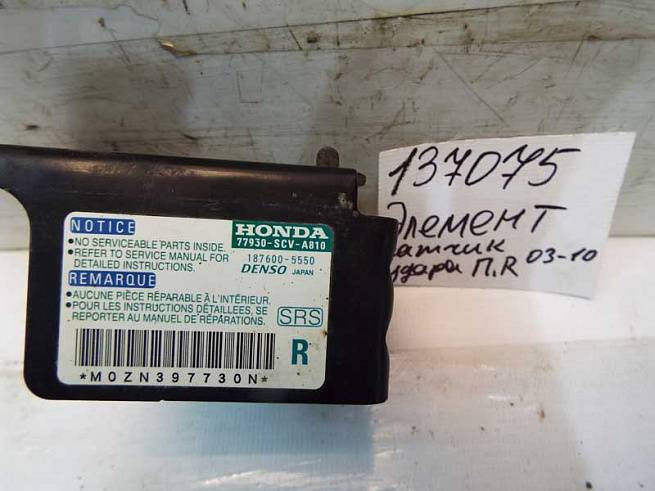 NOTICE
•NO SERVICEABLE PARTS INSIDE.
•REFER TO SERVICE MANUAL FOR
DETAILED INSTRUCTIONS.
REMARQUE
•AUCUNE PIÈCE RÉPARABLE À L'INTÉRIEUR.
•POUR LES INSTRUCTIONS DÉTAILLÉES, SE
REPORTER AU MANUEL DE RÉPARATIONS.
HONDA
77930-SCV-A810
187600-5550
DENSO JAPAN
SRS
R
*M0ZN397730N*
137075
Элемент
датчик
удара П.R 03-10